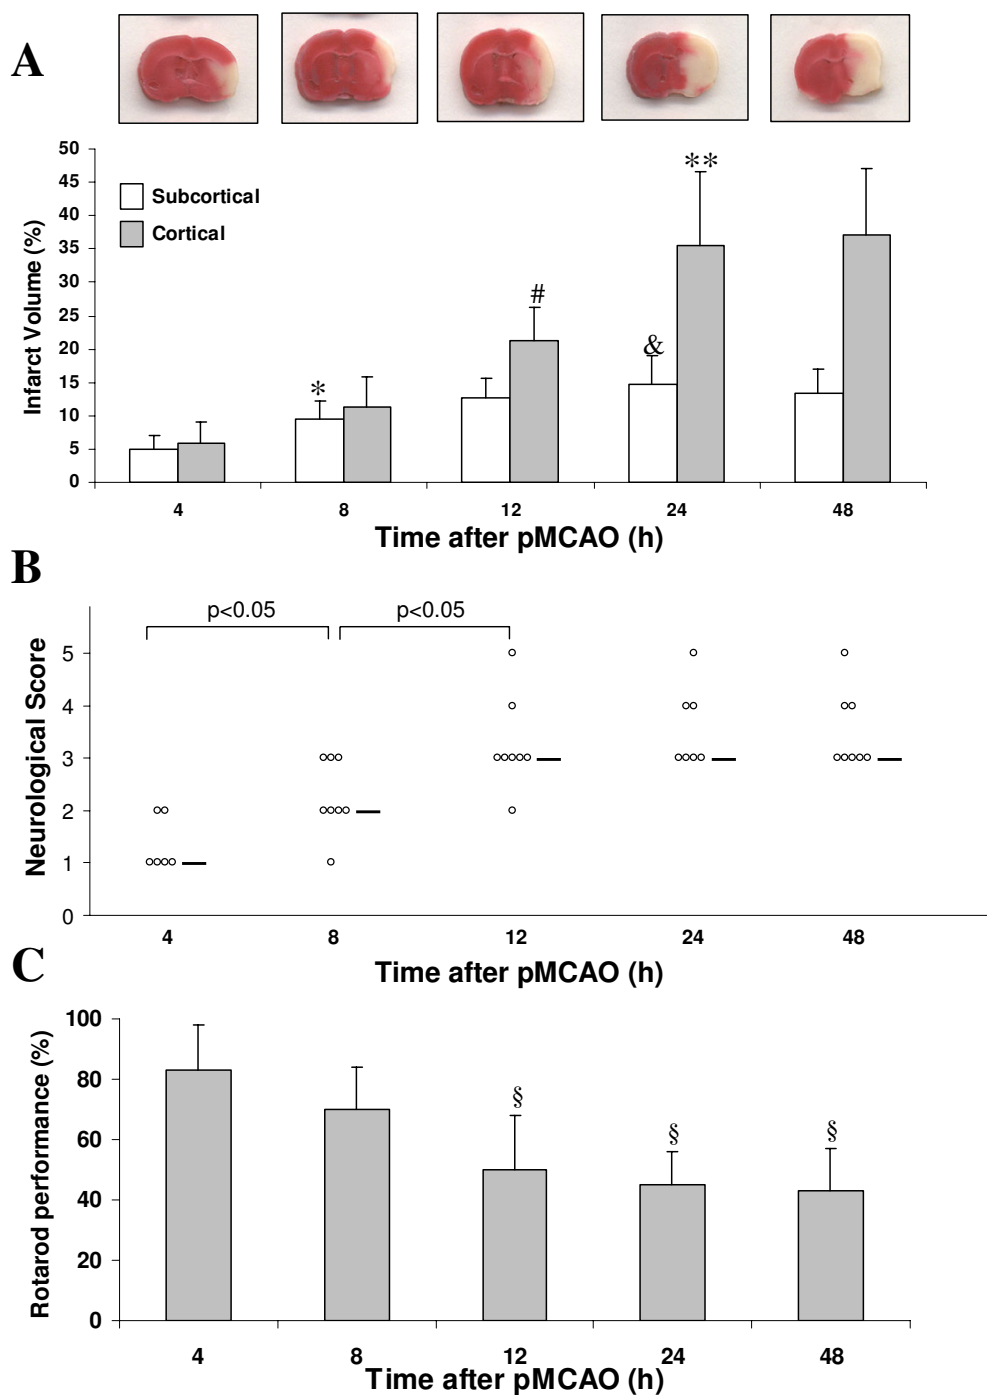 A
50
45
40
35
30
25
20
15
10
5
0
Infarct Volume (%)
Subcortical
Cortical
*
#
&
**
4 8 12 24 48
Time after pMCAO (h)
B
p<0.05 p<0.05
5
4
3
2
1
0
Neurological Score
4 8 12 24 48
Time after pMCAO (h)
C
100
80
60
40
20
0
Rotarod performance (%)
§ § §
4 8 12 24 48
Time after pMCAO (h)